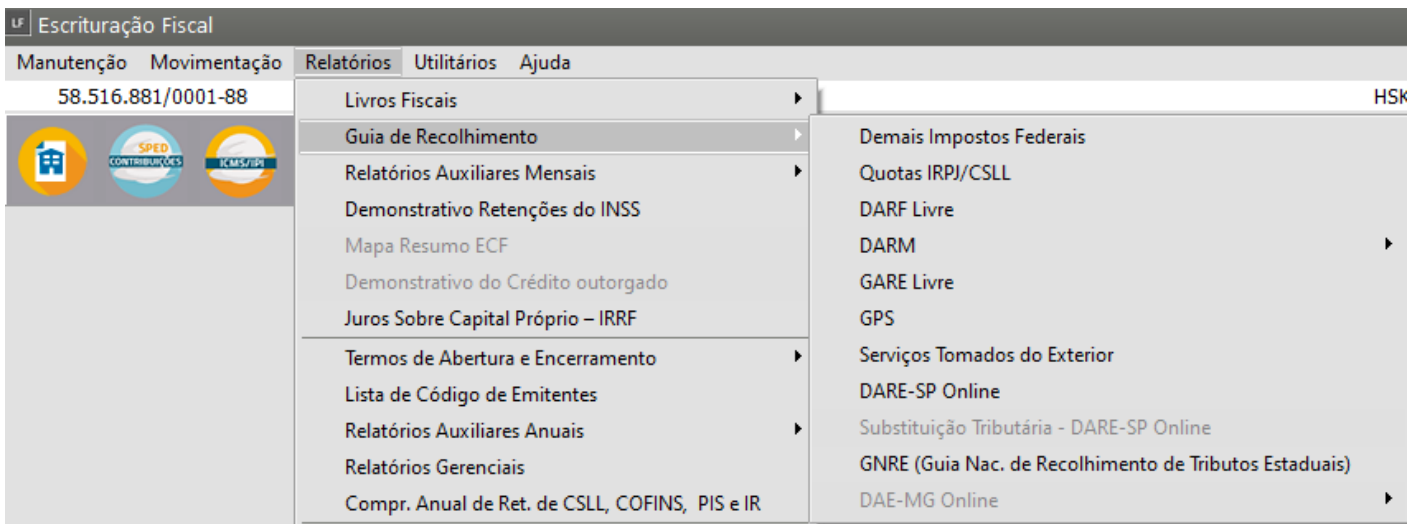 LF Escrituração Fiscal
Manutenção Movimentação Relatórios Utilitários Ajuda
58.516.881/0001-88
HSK
SPED
CONTRIBUIÇÕES
ICMS/IPI
Livros Fiscais
Guia de Recolhimento
Relatórios Auxiliares Mensais
Demonstrativo Retenções do INSS
Mapa Resumo ECF
Demonstrativo do Crédito outorgado
Juros Sobre Capital Próprio – IRRF
Termos de Abertura e Encerramento
Lista de Código de Emitentes
Relatórios Auxiliares Anuais
Relatórios Gerenciais
Compr. Anual de Ret. de CSLL, COFINS, PIS e IR
Demais Impostos Federais
Quotas IRPJ/CSLL
DARF Livre
DARM
GARE Livre
GPS
Serviços Tomados do Exterior
DARE-SP Online
Substituição Tributária - DARE-SP Online
GNRE (Guia Nac. de Recolhimento de Tributos Estaduais)
DAE-MG Online